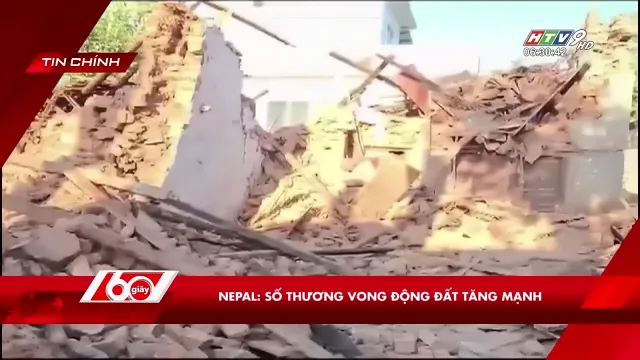 TIN CHÍNH
HTV9 HD
06:30:42
60 giây
NEPAL: SỐ THƯƠNG VONG ĐỘNG ĐẤT TĂNG MẠNH